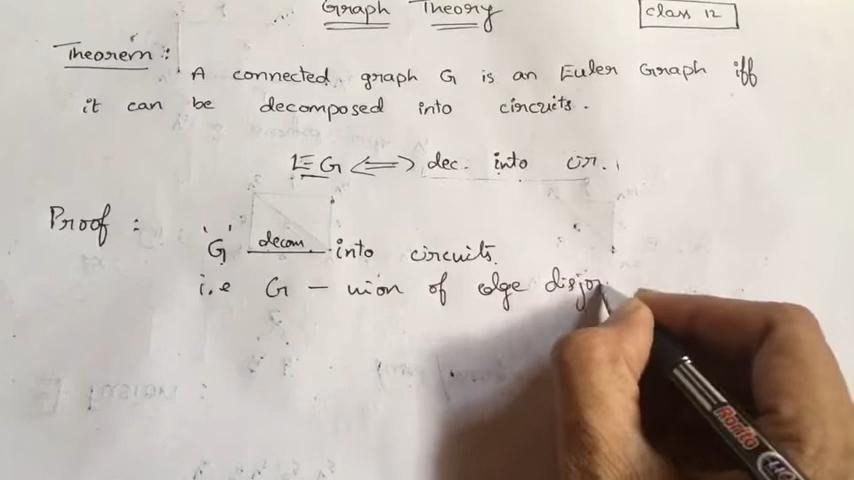 Graph Theory
Class 12
Theorem :
A connected graph G is an Euler Graph iff
it can be decomposed into circuits.
EG ⟺ dec. into cir.
Proof :
'G' decom into circuits
i.e G – union of edge disjo
Ronito